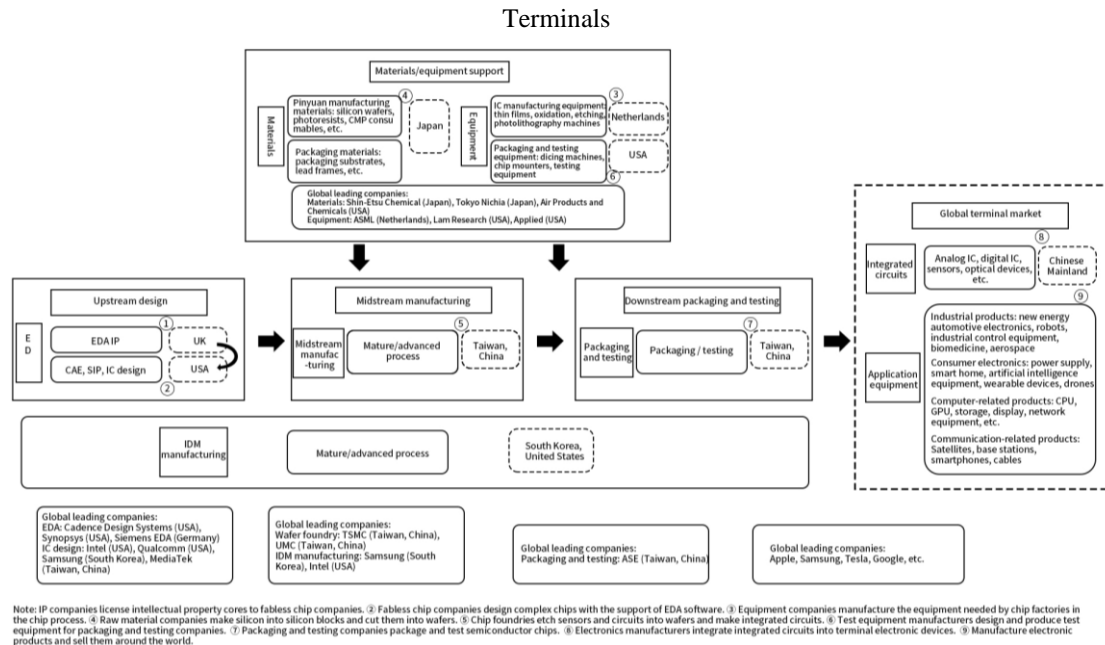 Terminals
Materials/equipment support
Materials
Pinyuan manufacturing
materials: silicon wafers,
photoresists, CMP consu
mables, etc.
④
Japan
Packaging materials:
packaging substrates,
lead frames, etc.
Equipment
IC manufacturing equipment:
thin films, oxidation, etching,
photolithography machines
③
Netherlands
Packaging and testing
equipment: dicing machines,
chip mounters, testing
equipment
⑥
USA
Global leading companies:
Materials: Shin-Etsu Chemical (Japan), Tokyo Nichia (Japan), Air Products and
Chemicals (USA)
Equipment: ASML (Netherlands), Lam Research (USA), Applied (USA)
Upstream design
E
D
①
EDA IP
UK
CAE, SIP, IC design
USA
②
Midstream manufacturing
Midstream
manufac
-turing
Mature/advanced
process
⑤
Taiwan,
China
Downstream packaging and testing
Packaging
and testing
Packaging / testing
⑦
Taiwan,
China
Global terminal market
⑧
Integrated
circuits
Analog IC, digital IC,
sensors, optical devices,
etc.
Chinese
Mainland
⑨
Application
equipment
Industrial products: new energy
automotive electronics, robots,
industrial control equipment,
biomedicine, aerospace
Consumer electronics: power supply,
smart home, artificial intelligence
equipment, wearable devices, drones
Computer-related products: CPU,
GPU, storage, display, network
equipment, etc.
Communication-related products:
Satellites, base stations,
smartphones, cables
IDM
manufacturing
Mature/advanced process
South Korea,
United States
Global leading companies:
EDA: Cadence Design Systems (USA),
Synopsys (USA), Siemens EDA (Germany)
IC design: Intel (USA), Qualcomm (USA),
Samsung (South Korea), MediaTek
(Taiwan, China)
Global leading companies:
Wafer foundry: TSMC (Taiwan, China),
UMC (Taiwan, China)
IDM manufacturing: Samsung (South
Korea), Intel (USA)
Global leading companies:
Packaging and testing: ASE (Taiwan, China)
Global leading companies:
Apple, Samsung, Tesla, Google, etc.
Note: IP companies license intellectual property cores to fabless chip companies. ② Fabless chip companies design complex chips with the support of EDA software. ③ Equipment companies manufacture the equipment needed by chip factories in
the chip process. ④ Raw material companies make silicon into silicon blocks and cut them into wafers. ⑤ Chip foundries etch sensors and circuits into wafers and make integrated circuits. ⑥ Test equipment manufacturers design and produce test
equipment for packaging and testing companies. ⑦ Packaging and testing companies package and test semiconductor chips. ⑧ Electronics manufacturers integrate integrated circuits into terminal electronic devices. ⑨ Manufacture electronic
products and sell them around the world.